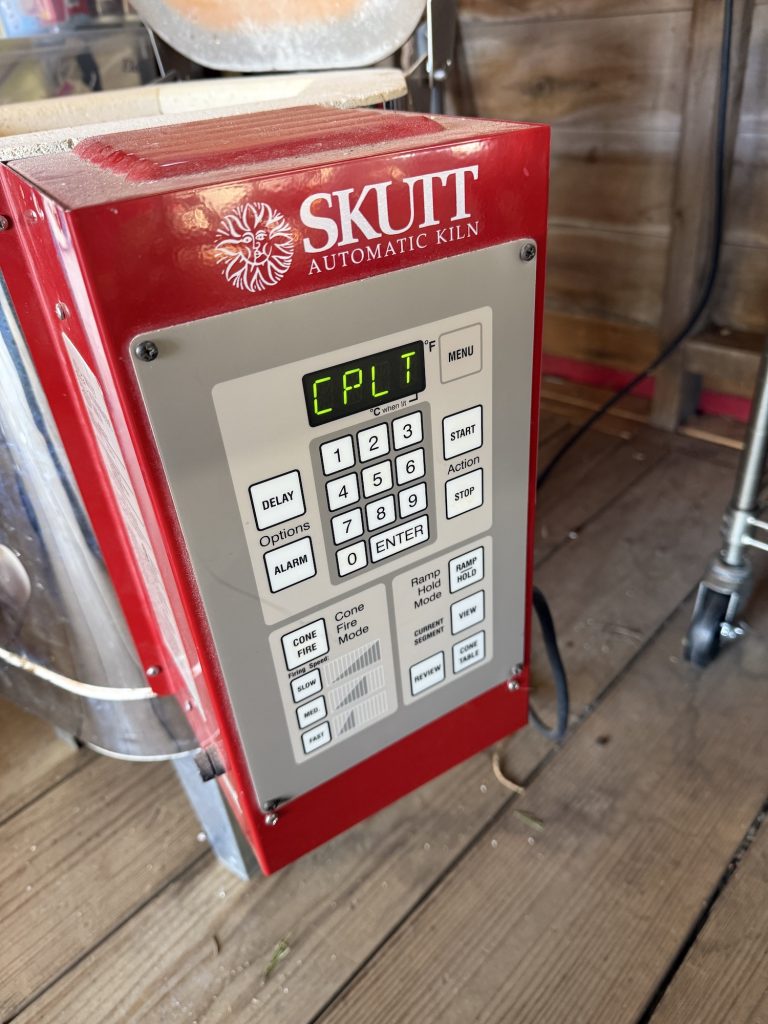 SKUTT
AUTOMATIC KILN
CPLT
°F
MENU
°C when lit
1 2 3
START
4 5 6
Action
DELAY
7 8 9
STOP
Options
0 ENTER
ALARM
CONE FIRE
Cone
Fire
Mode
Firing Speed:
SLOW
MED.
FAST
Ramp
Hold
Mode
RAMP
HOLD
CURRENT
SEGMENT
VIEW
REVIEW
CONE
TABLE